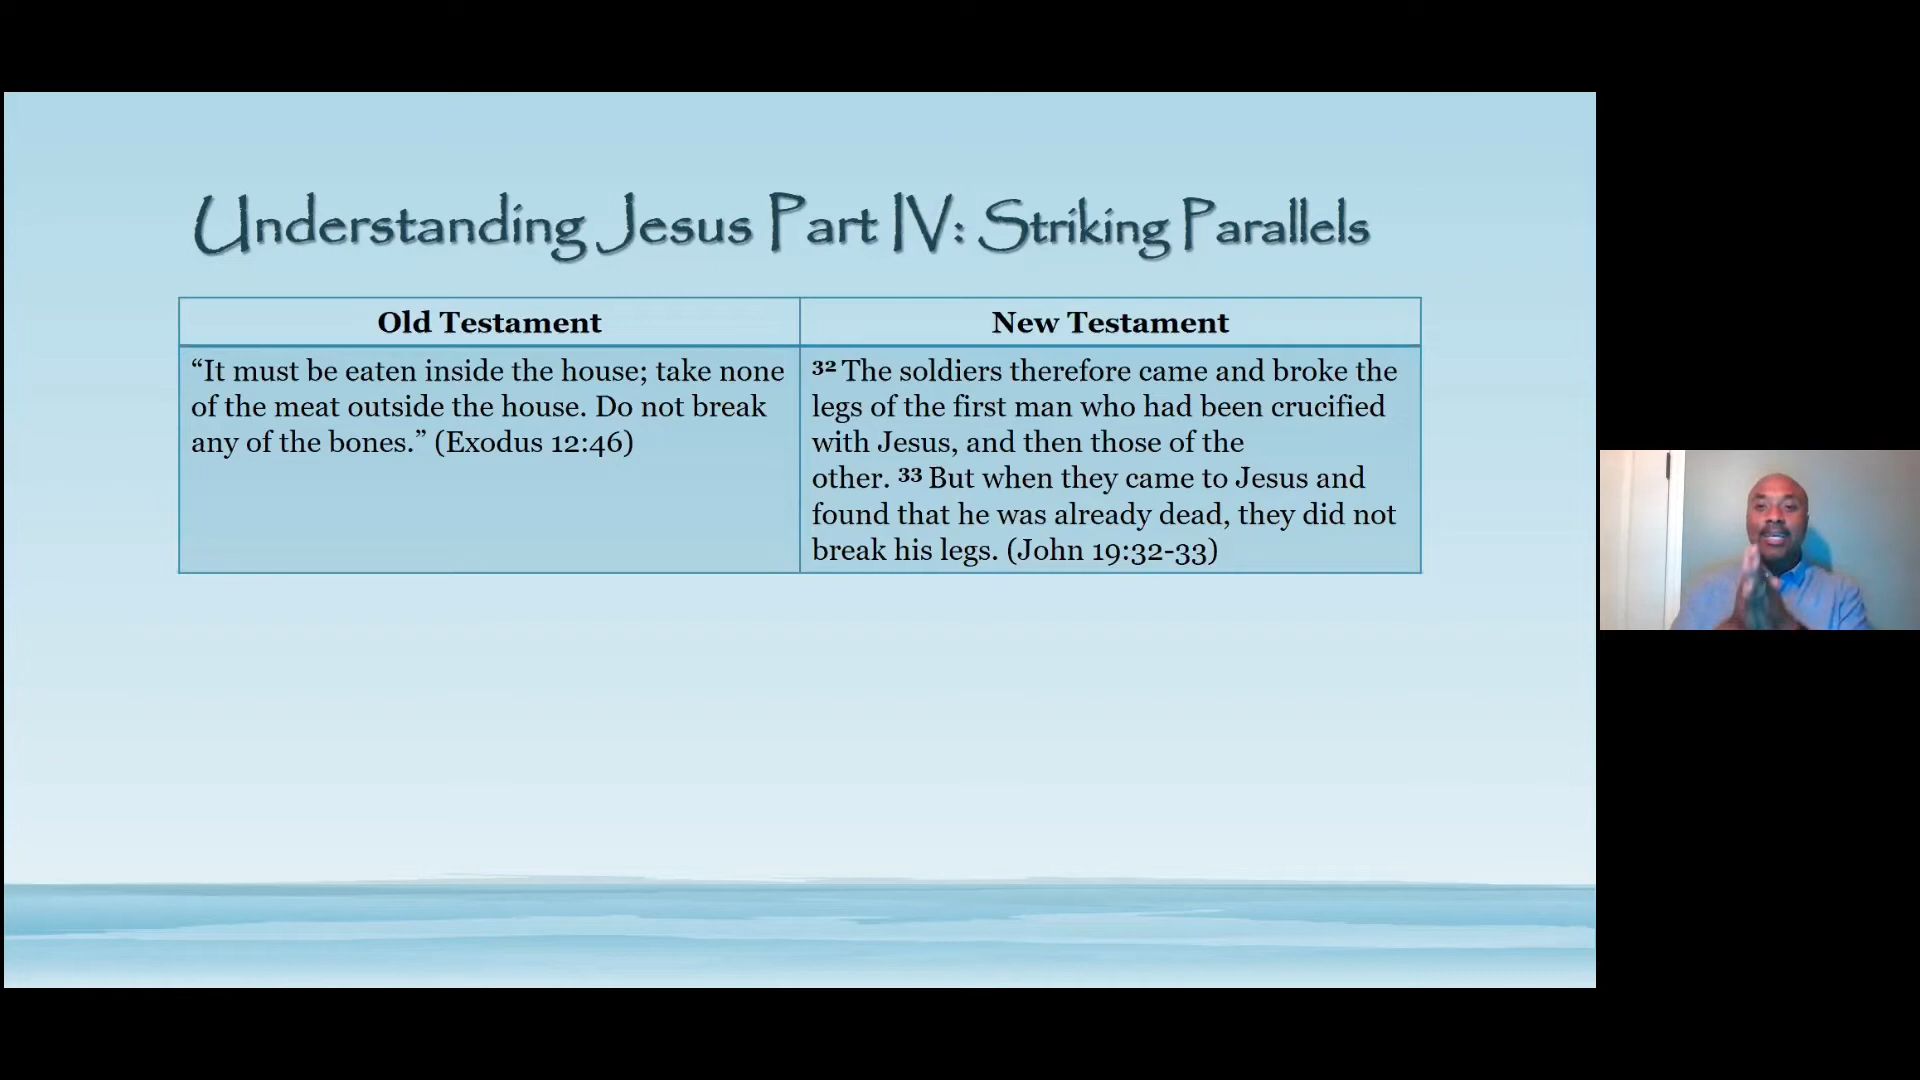 Understanding Jesus Part IV: Striking Parallels
Old Testament
New Testament
“It must be eaten inside the house; take none
of the meat outside the house. Do not break
any of the bones.” (Exodus 12:46)
32 The soldiers therefore came and broke the
legs of the first man who had been crucified
with Jesus, and then those of the
other. 33 But when they came to Jesus and
found that he was already dead, they did not
break his legs. (John 19:32-33)